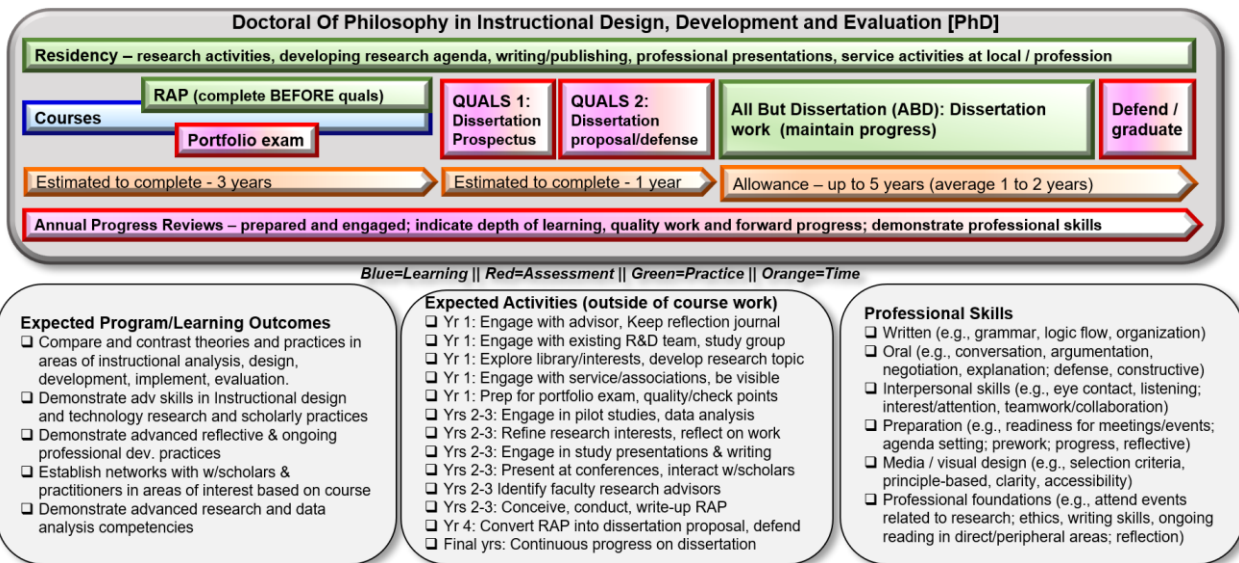 Doctoral Of Philosophy in Instructional Design, Development and Evaluation [PhD]
Residency – research activities, developing research agenda, writing/publishing, professional presentations, service activities at local / profession
RAP (complete BEFORE quals)
Courses
Portfolio exam
QUALS 1:
Dissertation
Prospectus
QUALS 2:
Dissertation
proposal/defense
All But Dissertation (ABD): Dissertation
work (maintain progress)
Defend /
graduate
Estimated to complete - 3 years
Estimated to complete - 1 year
Allowance – up to 5 years (average 1 to 2 years)
Annual Progress Reviews – prepared and engaged; indicate depth of learning, quality work and forward progress; demonstrate professional skills
Blue=Learning || Red=Assessment || Green=Practice || Orange=Time
Expected Program/Learning Outcomes
❑ Compare and contrast theories and practices in
areas of instructional analysis, design,
development, implement, evaluation.
❑ Demonstrate adv skills in Instructional design
and technology research and scholarly practices
❑ Demonstrate advanced reflective & ongoing
professional dev. practices
❑ Establish networks with w/scholars &
practitioners in areas of interest based on course
❑ Demonstrate advanced research and data
analysis competencies
Expected Activities (outside of course work)
❑ Yr 1: Engage with advisor, Keep reflection journal
❑ Yr 1: Engage with existing R&D team, study group
❑ Yr 1: Explore library/interests, develop research topic
❑ Yr 1: Engage with service/associations, be visible
❑ Yr 1: Prep for portfolio exam, quality/check points
❑ Yrs 2-3: Engage in pilot studies, data analysis
❑ Yrs 2-3: Refine research interests, reflect on work
❑ Yrs 2-3: Engage in study presentations & writing
❑ Yrs 2-3: Present at conferences, interact w/scholars
❑ Yrs 2-3 Identify faculty research advisors
❑ Yrs 2-3: Conceive, conduct, write-up RAP
❑ Yr 4: Convert RAP into dissertation proposal, defend
❑ Final yrs: Continuous progress on dissertation
Professional Skills
❑ Written (e.g., grammar, logic flow, organization)
❑ Oral (e.g., conversation, argumentation,
negotiation, explanation; defense, constructive)
❑ Interpersonal skills (e.g., eye contact, listening;
interest/attention, teamwork/collaboration)
❑ Preparation (e.g., readiness for meetings/events;
agenda setting; prework; progress, reflective)
❑ Media / visual design (e.g., selection criteria,
principle-based, clarity, accessibility)
❑ Professional foundations (e.g., attend events
related to research; ethics, writing skills, ongoing
reading in direct/peripheral areas; reflection)